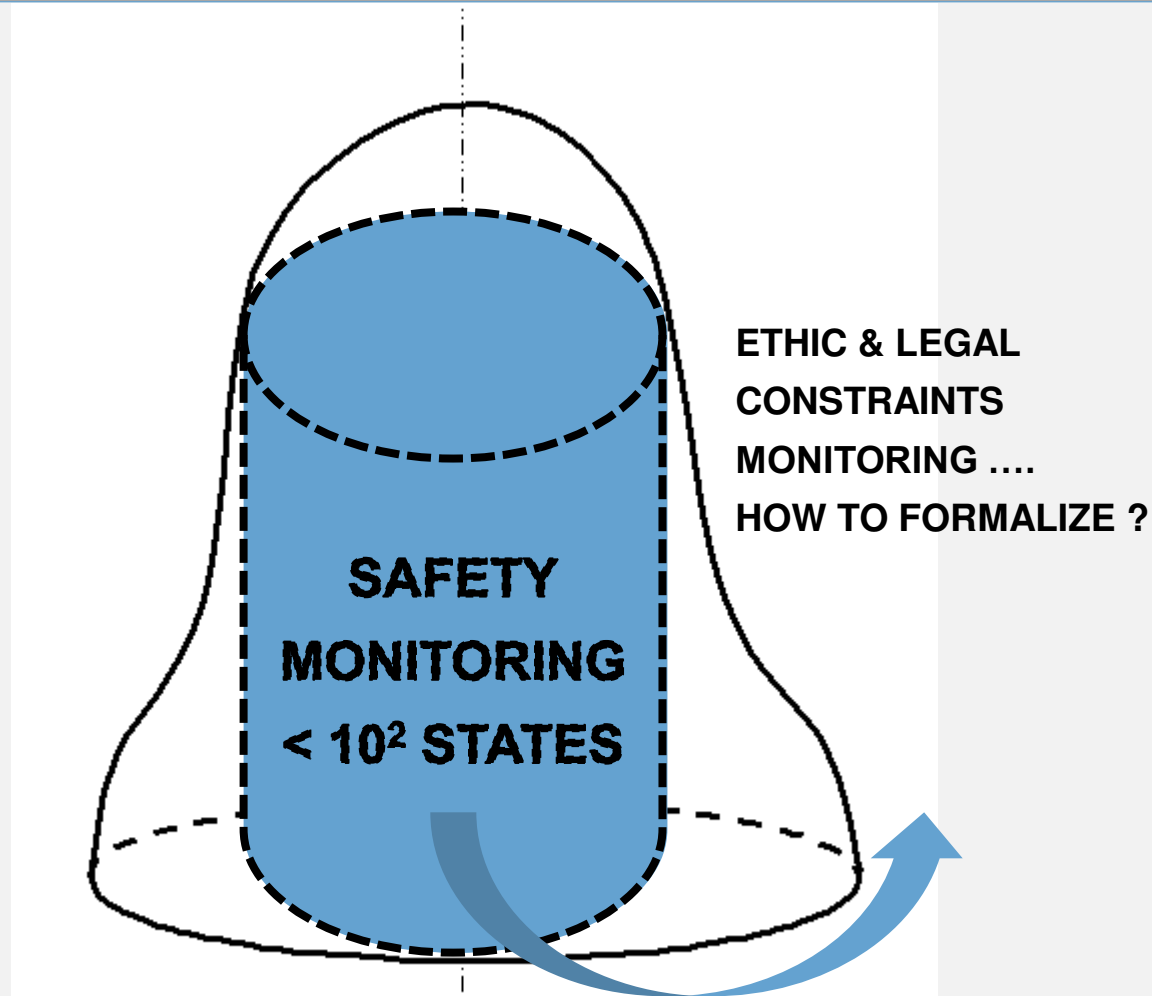 ETHIC & LEGAL
CONSTRAINTS
MONITORING ....
HOW TO FORMALIZE ?
SAFETY
MONITORING
< 10² STATES